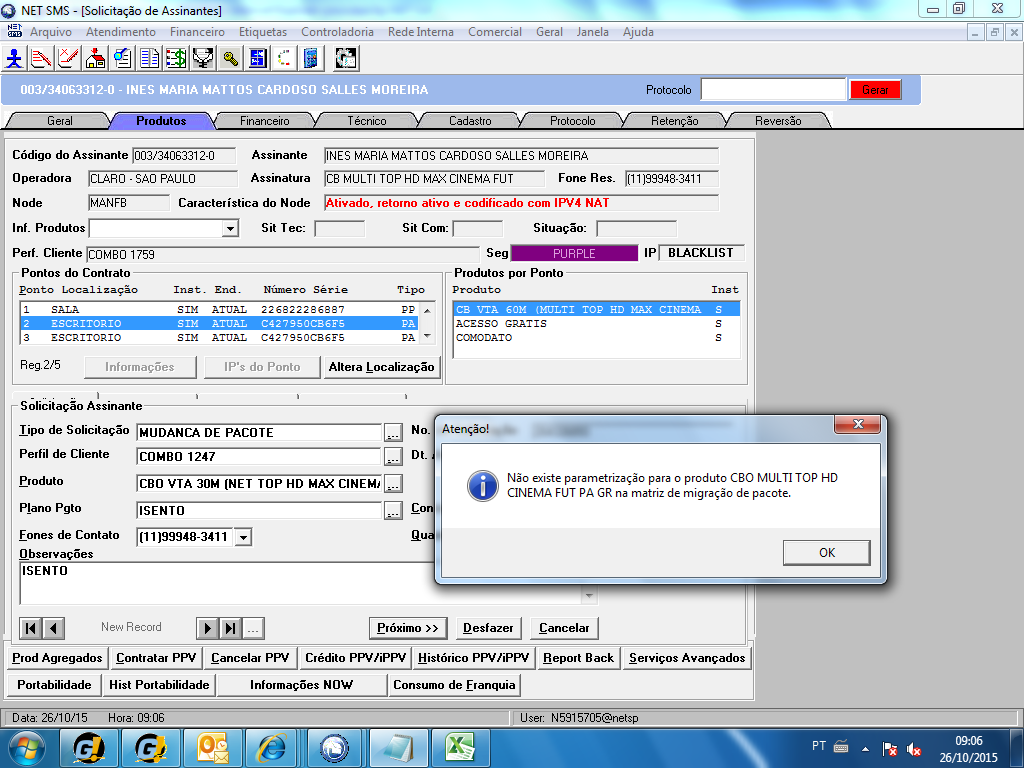 NET SMS - [Solicitação de Assinantes]
Arquivo Atendimento Financeiro Etiquetas Controladoria Rede Interna Comercial Geral Janela Ajuda
003/34063312-0 - INES MARIA MATTOS CARDOSO SALLES MOREIRA
Protocolo
Gerar
Geral Produtos Financeiro Técnico Cadastro Protocolo Retenção Reversão
Código do Assinante 003/34063312-0 Assinante INES MARIA MATTOS CARDOSO SALLES MOREIRA
Operadora CLARO - SAO PAULO Assinatura CB MULTI TOP HD MAX CINEMA FUT Fone Res. (11)99948-3411
Node MANFB Característica do Node Ativado, retorno ativo e codificado com IPV4 NAT
Inf. Produtos Sit Tec: Sit Com: Situação:
Perf. Cliente COMBO 1759 Seg PURPLE IP BLACKLIST
Pontos do Contrato
Ponto Localização Inst. End. Número Série Tipo
1 SALA SIM ATUAL 226822286887 PP
2 ESCRITORIO SIM ATUAL C427950CB6F5 PA
3 ESCRITORIO SIM ATUAL C427950CB6F5 PA
Reg.2/5 Informações IP's do Ponto Altera Localização
Produtos por Ponto
Produto Inst
CB VTA 60M (MULTI TOP HD MAX CINEMA S
ACESSO GRATIS S
COMODATO S
Solicitação Assinante
Tipo de Solicitação MUDANCA DE PACOTE ... No.
Perfil de Cliente COMBO 1247 ... Dt.
Produto CBO VTA 30M (NET TOP HD MAX CINEM ...
Plano Pgto ISENTO ... Con
Fones de Contato (11)99948-3411 Qua
Observações
ISENTO
Atenção!
Não existe parametrização para o produto CBO MULTI TOP HD
CINEMA FUT PA GR na matriz de migração de pacote.
OK
New Record ... Próximo >> Desfazer Cancelar
Prod Agregados Contratar PPV Cancelar PPV Crédito PPV/iPPV Histórico PPV/iPPV Report Back Serviços Avançados
Portabilidade Hist Portabilidade Informações NOW Consumo de Franquia
Data: 26/10/15 Hora: 09:06 User: N5915705@netsp
PT
09:06
26/10/2015